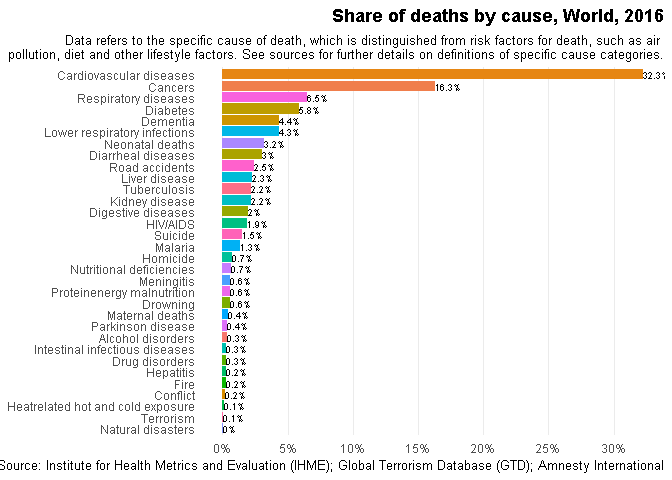 Share of deaths by cause, World, 2016
Data refers to the specific cause of death, which is distinguished from risk factors for death, such as air
pollution, diet and other lifestyle factors. See sources for further details on definitions of specific cause categories.
Cardiovascular diseases 32.3%
Cancers 16.3%
Respiratory diseases 6.5%
Diabetes 5.8%
Dementia 4.4%
Lower respiratory infections 4.3%
Neonatal deaths 3.2%
Diarrheal diseases 3%
Road accidents 2.5%
Liver disease 2.3%
Tuberculosis 2.2%
Kidney disease 2.2%
Digestive diseases 2%
HIV/AIDS 1.9%
Suicide 1.5%
Malaria 1.3%
Homicide 0.7%
Nutritional deficiencies 0.7%
Meningitis 0.6%
Proteinenergy malnutrition 0.6%
Drowning 0.6%
Maternal deaths 0.4%
Parkinson disease 0.4%
Alcohol disorders 0.3%
Intestinal infectious diseases 0.3%
Drug disorders 0.3%
Hepatitis 0.2%
Fire 0.2%
Conflict 0.2%
Heatrelated hot and cold exposure 0.1%
Terrorism 0.1%
Natural disasters 0%
0% 5% 10% 15% 20% 25% 30%
Source: Institute for Health Metrics and Evaluation (IHME); Global Terrorism Database (GTD); Amnesty International